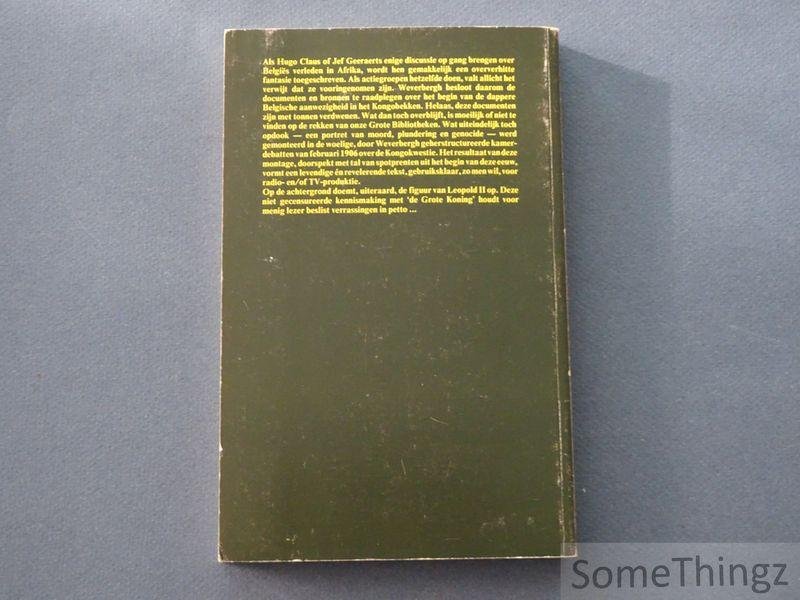 Als Hugo Claus of Jef Geeraerts enige discussie op gang brengen over
Belgiës verleden in Afrika, wordt hen gemakkelijk een oververhitte
fantasie toegeschreven. Als actiegroepen hetzelfde doen, valt allicht het
verwijt dat ze vooringenomen zijn. Weverbergh besloot daarom de
documenten en bronnen te raadplegen over het begin van de dappere
Belgische aanwezigheid in het Kongobekken. Helaas, deze documenten
zijn met tonnen verdwenen. Wat dan toch overblijft, is moeilijk of niet te
vinden op de rekken van onze Grote Bibliotheken. Wat uiteindelijk toch
opdook — een portret van moord, plundering en genocide — werd
gemonteerd in de woelige, door Weverbergh geherstructureerde kamer-
debatten van februari 1906 over de Kongokwestie. Het resultaat van deze
montage, doorspekt met tal van spotprenten uit het begin van deze eeuw,
vormt een levendige én revelerende tekst, gebruiksklaar, zo men wil, voor
radio- en/of TV-produktie.
Op de achtergrond doemt, uiteraard, de figuur van Leopold II op. Deze
niet gecensureerde kennismaking met 'de Grote Koning' houdt voor
menig lezer beslist verrassingen in petto ...
SomeThingz